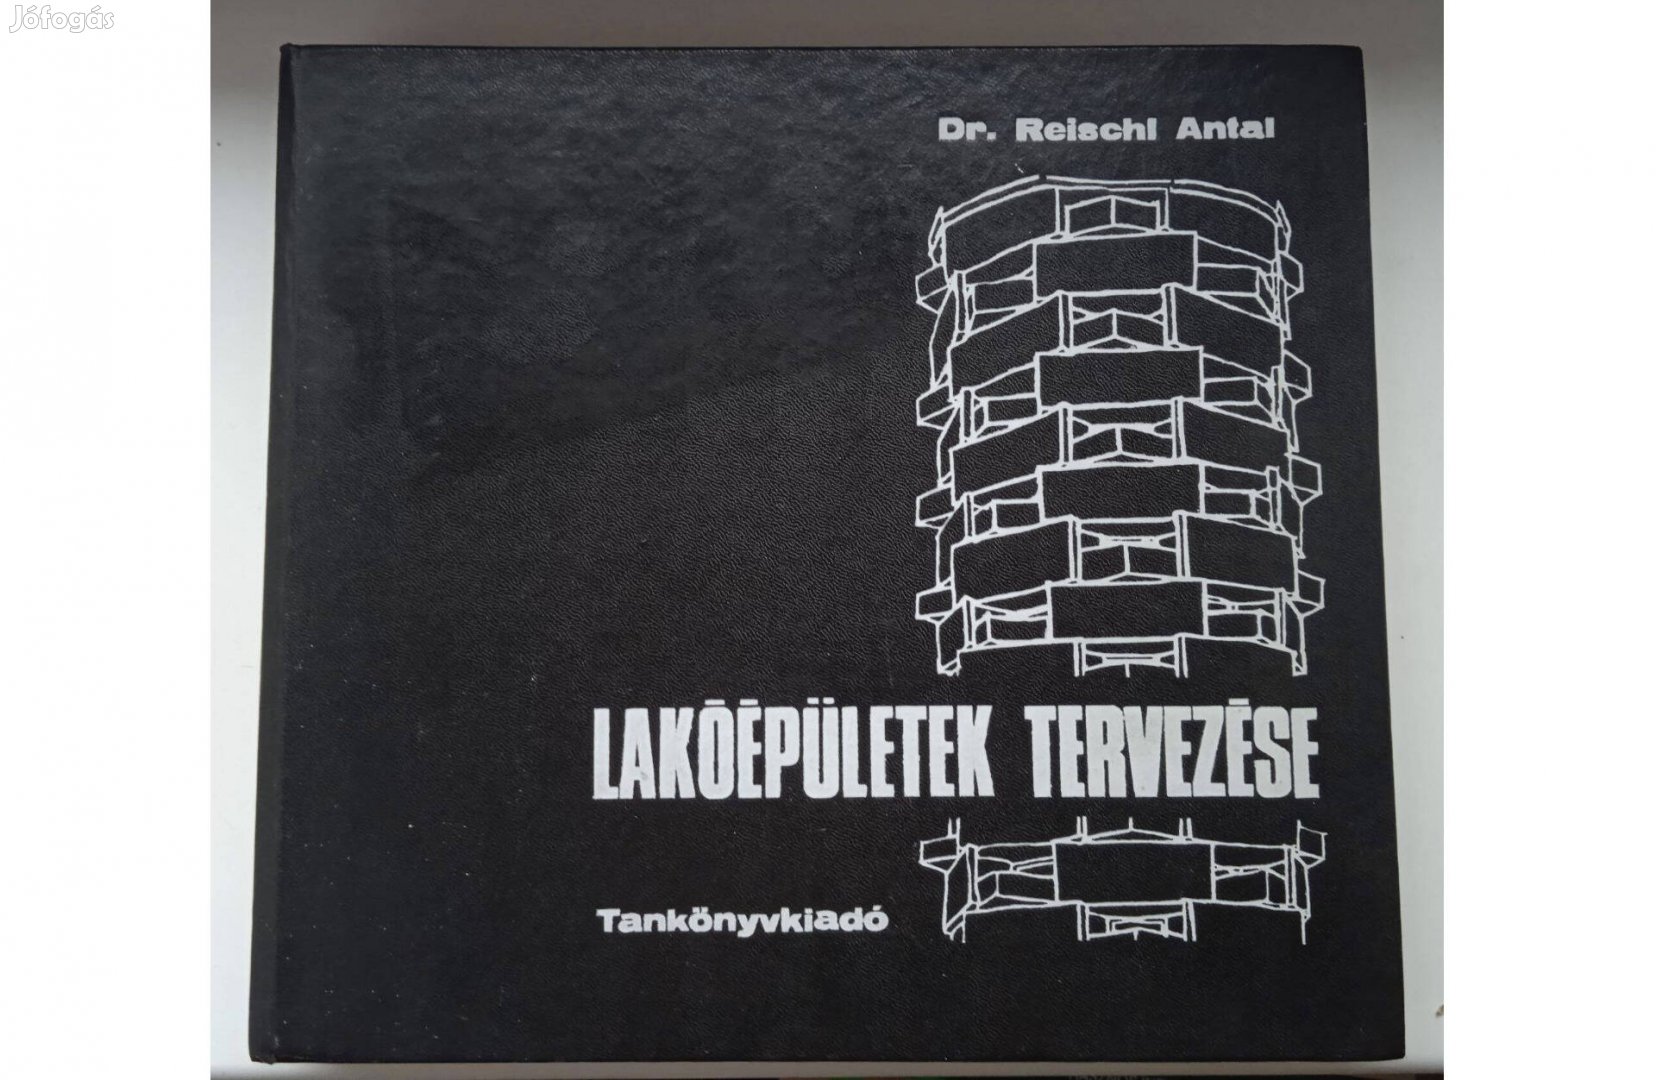 Jófogás
Dr. Reischl Antal
LAKÓÉPÜLETEK TERVEZÉSE
Tankönyvkiadó